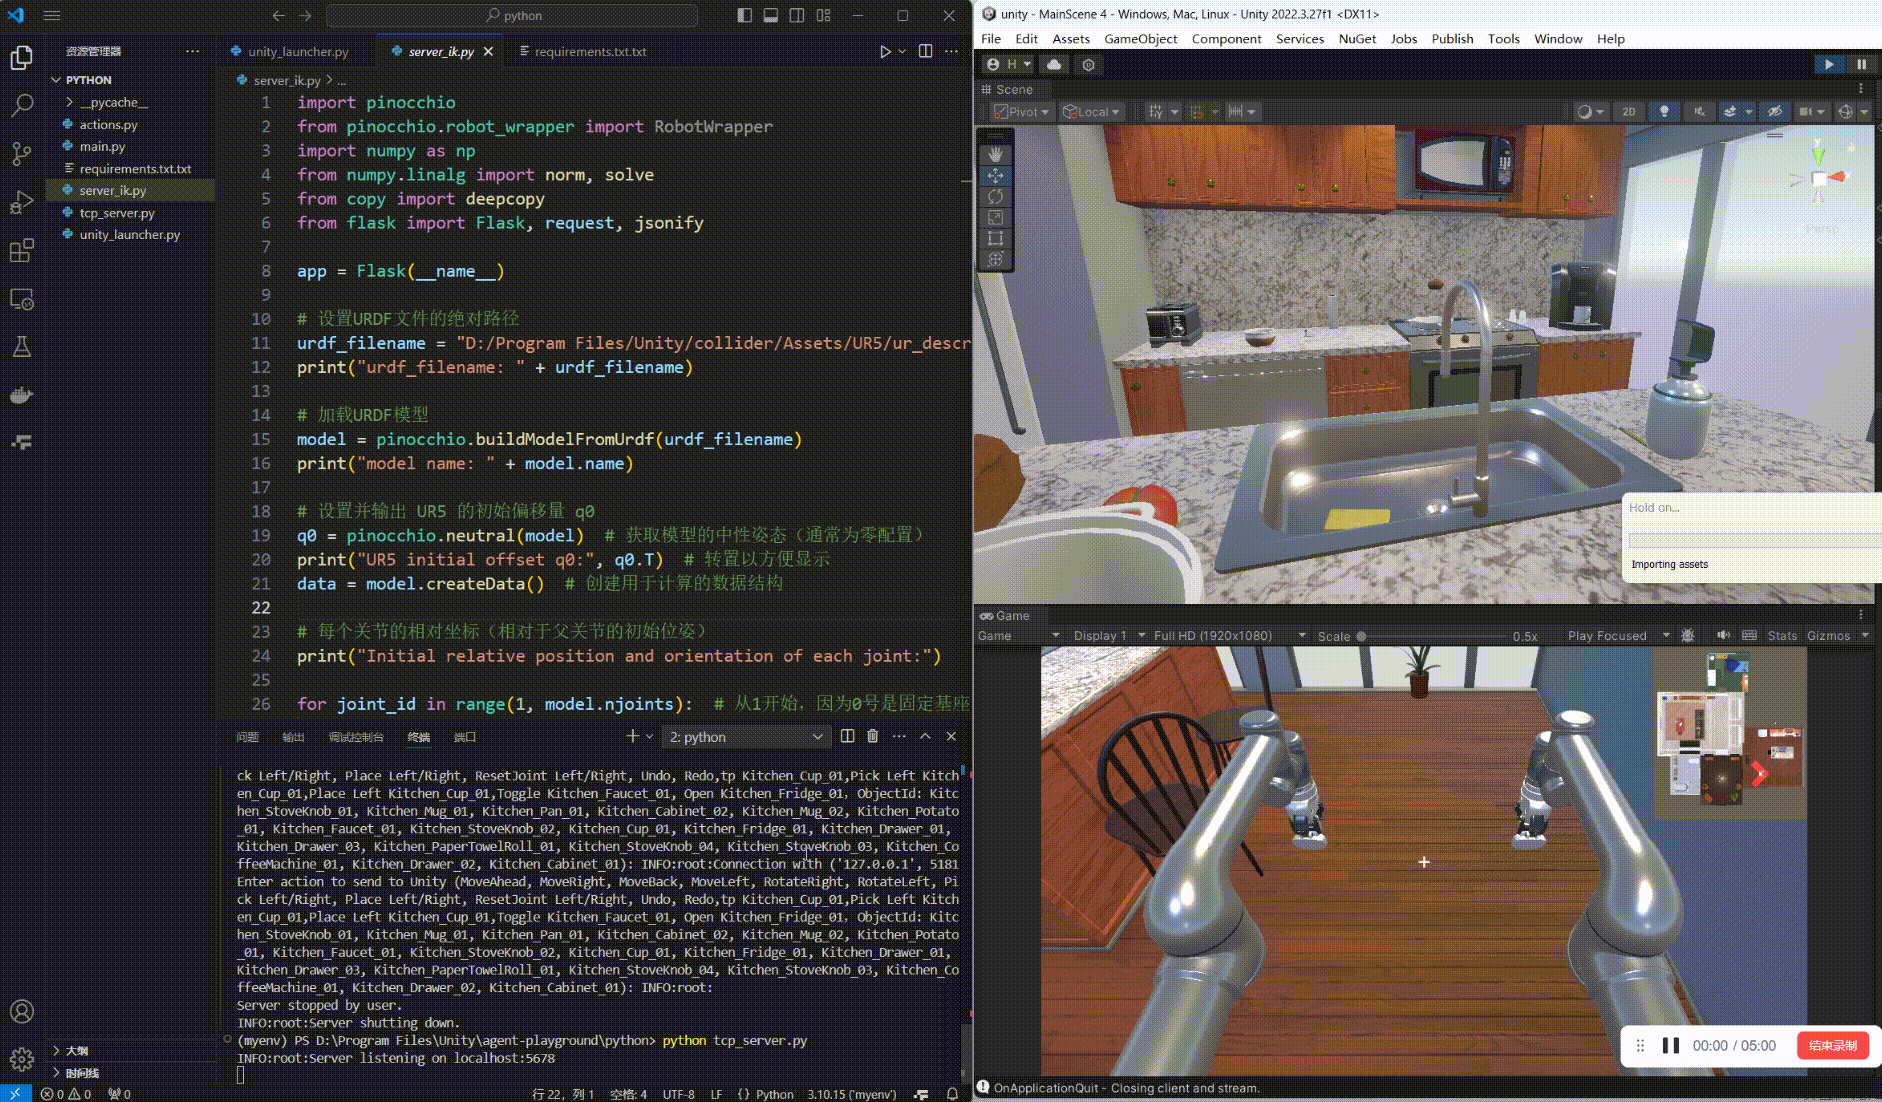 python
资源管理器
PYTHON
__pycache__
actions.py
main.py
requirements.txt.txt
server_ik.py
tcp_server.py
unity_launcher.py
大纲
时间线
unity_launcher.py
server_ik.py
requirements.txt.txt
server_ik.py > ...
1 import pinocchio
2 from pinocchio.robot_wrapper import RobotWrapper
3 import numpy as np
4 from numpy.linalg import norm, solve
5 from copy import deepcopy
6 from flask import Flask, request, jsonify
7
8 app = Flask(__name__)
9
10 # 设置URDF文件的绝对路径
11 urdf_filename = "D:/Program Files/Unity/collider/Assets/UR5/ur_descr
12 print("urdf_filename: " + urdf_filename)
13
14 # 加载URDF模型
15 model = pinocchio.buildModelFromUrdf(urdf_filename)
16 print("model name: " + model.name)
17
18 # 设置并输出 UR5 的初始偏移量 q0
19 q0 = pinocchio.neutral(model)  # 获取模型的中性姿态（通常为零配置）
20 print("UR5 initial offset q0:", q0.T)  # 转置以方便显示
21 data = model.createData()  # 创建用于计算的数据结构
22
23 # 每个关节的相对坐标（相对于父关节的初始位姿）
24 print("Initial relative position and orientation of each joint:")
25
26 for joint_id in range(1, model.njoints):  # 从1开始，因为0号是固定基座
问题 输出 调试控制台 终端 端口
2: python
ck Left/Right, Place Left/Right, ResetJoint Left/Right, Undo, Redo,tp Kitchen_Cup_01,Pick Left Kitch
en_Cup_01,Place Left Kitchen_Cup_01,Toggle Kitchen_Faucet_01, Open Kitchen_Fridge_01, ObjectId: Kitc
hen_StoveKnob_01, Kitchen_Mug_01, Kitchen_Pan_01, Kitchen_Cabinet_02, Kitchen_Mug_02, Kitchen_Potato
_01, Kitchen_Faucet_01, Kitchen_StoveKnob_02, Kitchen_Cup_01, Kitchen_Fridge_01, Kitchen_Drawer_01,
Kitchen_Drawer_03, Kitchen_PaperTowelRoll_01, Kitchen_StoveKnob_04, Kitchen_StoveKnob_03, Kitchen_Co
ffeeMachine_01, Kitchen_Drawer_02, Kitchen_Cabinet_01): INFO:root:Connection with ('127.0.0.1', 5181
Enter action to send to Unity (MoveAhead, MoveRight, MoveBack, MoveLeft, RotateRight, RotateLeft, Pi
ck Left/Right, Place Left/Right, ResetJoint Left/Right, Undo, Redo,tp Kitchen_Cup_01,Pick Left Kitch
en_Cup_01,Place Left Kitchen_Cup_01,Toggle Kitchen_Faucet_01, Open Kitchen_Fridge_01, ObjectId: Kitc
hen_StoveKnob_01, Kitchen_Mug_01, Kitchen_Pan_01, Kitchen_Cabinet_02, Kitchen_Mug_02, Kitchen_Potato
_01, Kitchen_Faucet_01, Kitchen_StoveKnob_02, Kitchen_Cup_01, Kitchen_Fridge_01, Kitchen_Drawer_01,
Kitchen_Drawer_03, Kitchen_PaperTowelRoll_01, Kitchen_StoveKnob_04, Kitchen_StoveKnob_03, Kitchen_Co
ffeeMachine_01, Kitchen_Drawer_02, Kitchen_Cabinet_01): INFO:root:
Server stopped by user.
INFO:root:Server shutting down.
(myenv) PS D:\Program Files\Unity\agent-playground\python> python tcp_server.py
INFO:root:Server listening on localhost:5678
0 0 0 行 22, 列 1 空格: 4 UTF-8 LF {} Python 3.10.15 ('myenv')
unity - MainScene 4 - Windows, Mac, Linux - Unity 2022.3.27f1 <DX11>
File Edit Assets GameObject Component Services NuGet Jobs Publish Tools Window Help
H
Scene
Pivot Local 2D
y
Persp
Hold on...
Importing assets
Game
Game Display 1 Full HD (1920x1080) Scale 0.5x Play Focused Stats Gizmos
00:00 / 05:00 结束录制
OnApplicationQuit - Closing client and stream.